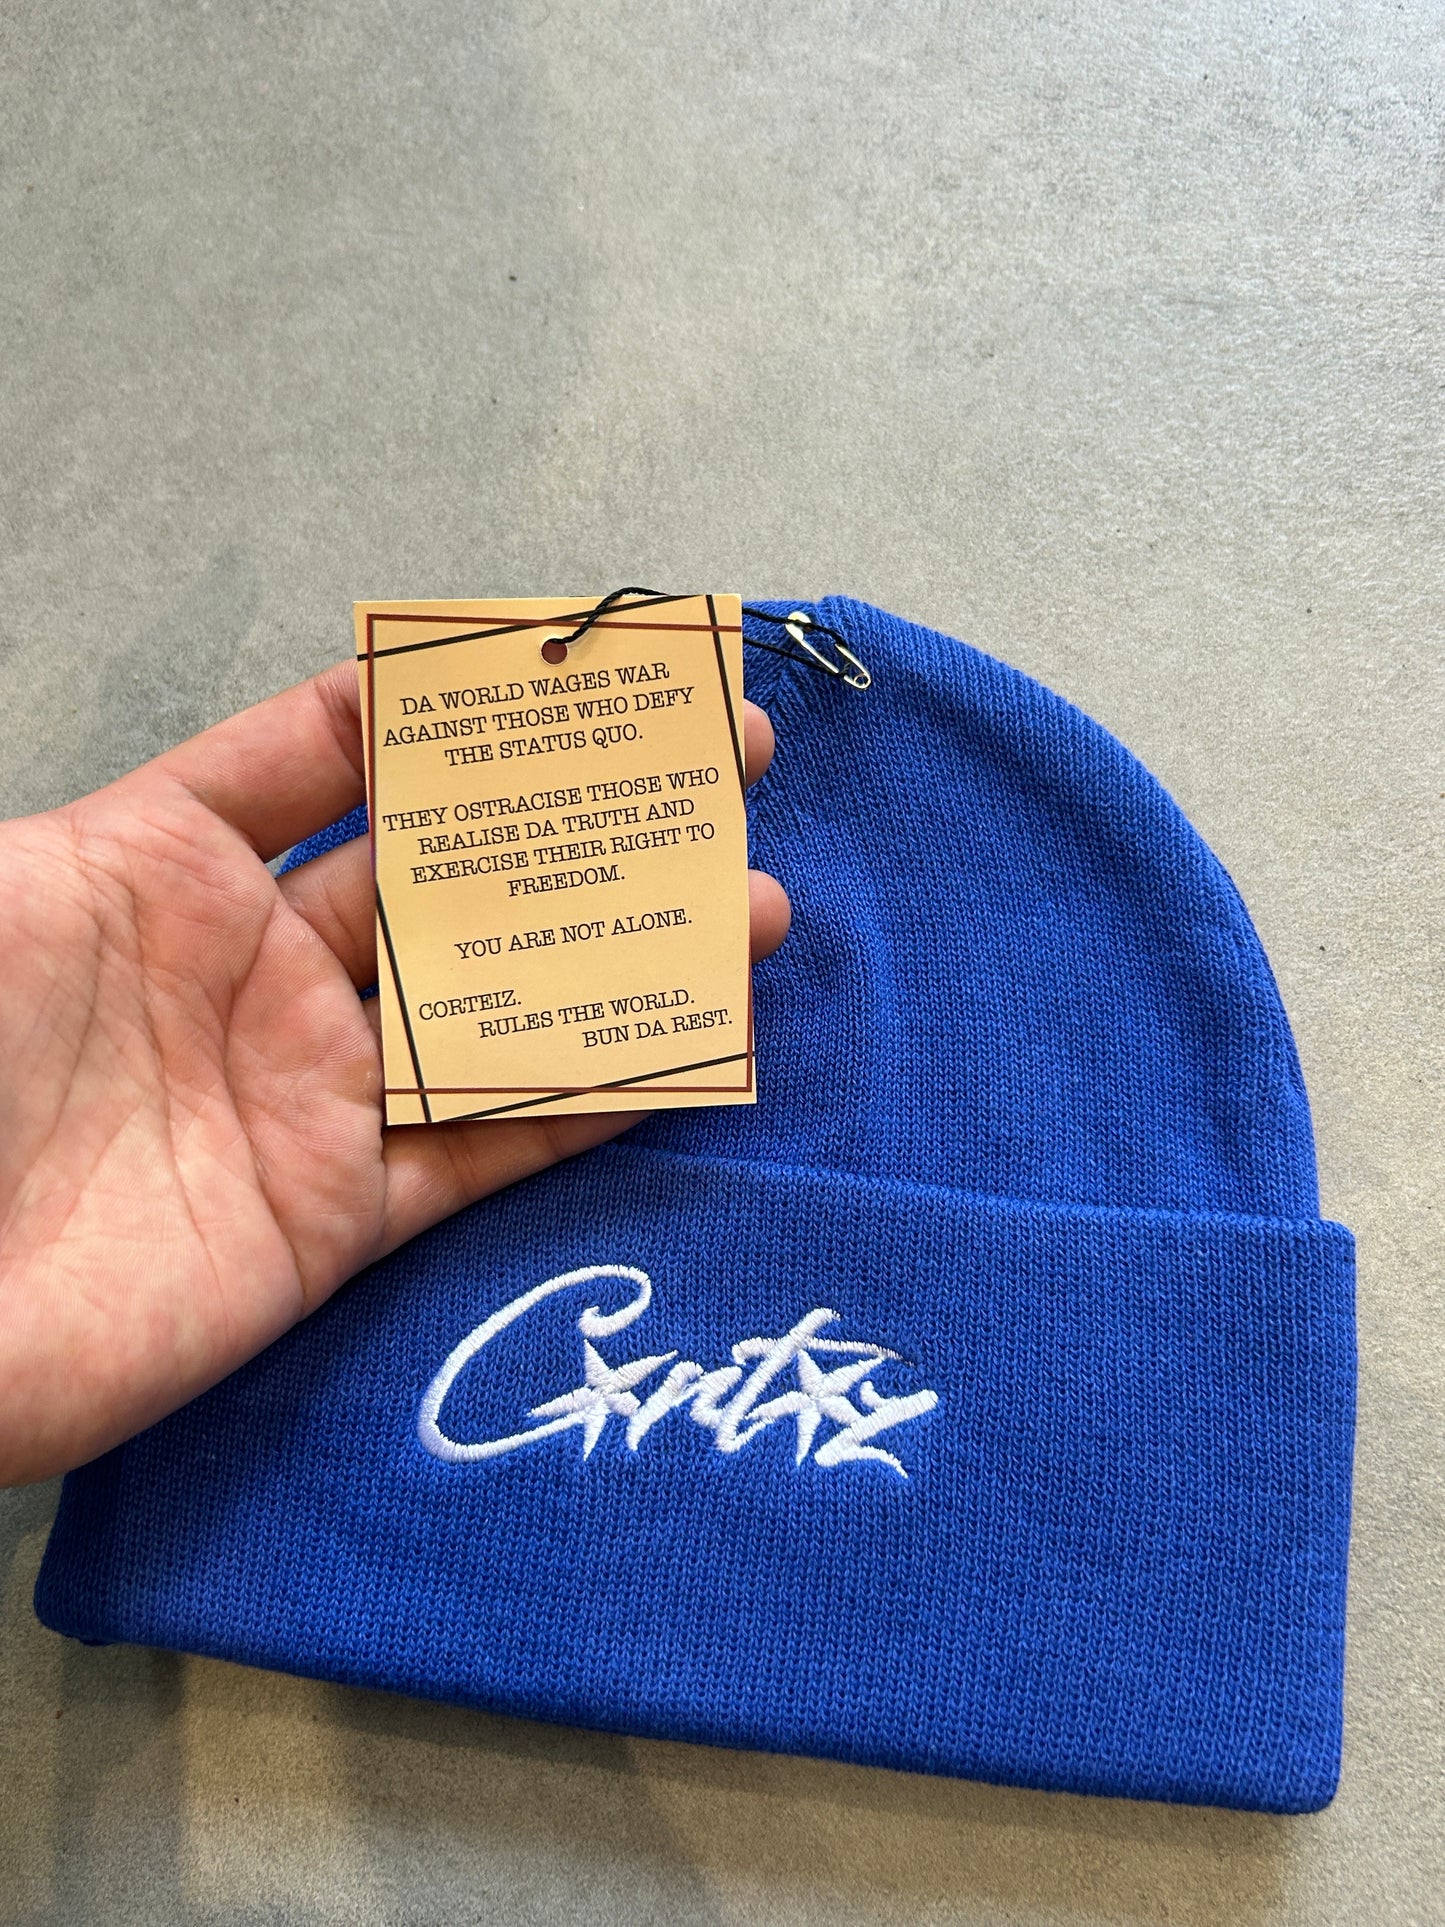 DA WORLD WAGES WAR
AGAINST THOSE WHO DEFY
THE STATUS QUO.
THEY OSTRACISE THOSE WHO
REALISE DA TRUTH AND
EXERCISE THEIR RIGHT TO
FREEDOM.
YOU ARE NOT ALONE.
CORTEIZ.
RULES THE WORLD.
BUN DA REST.
Crtz